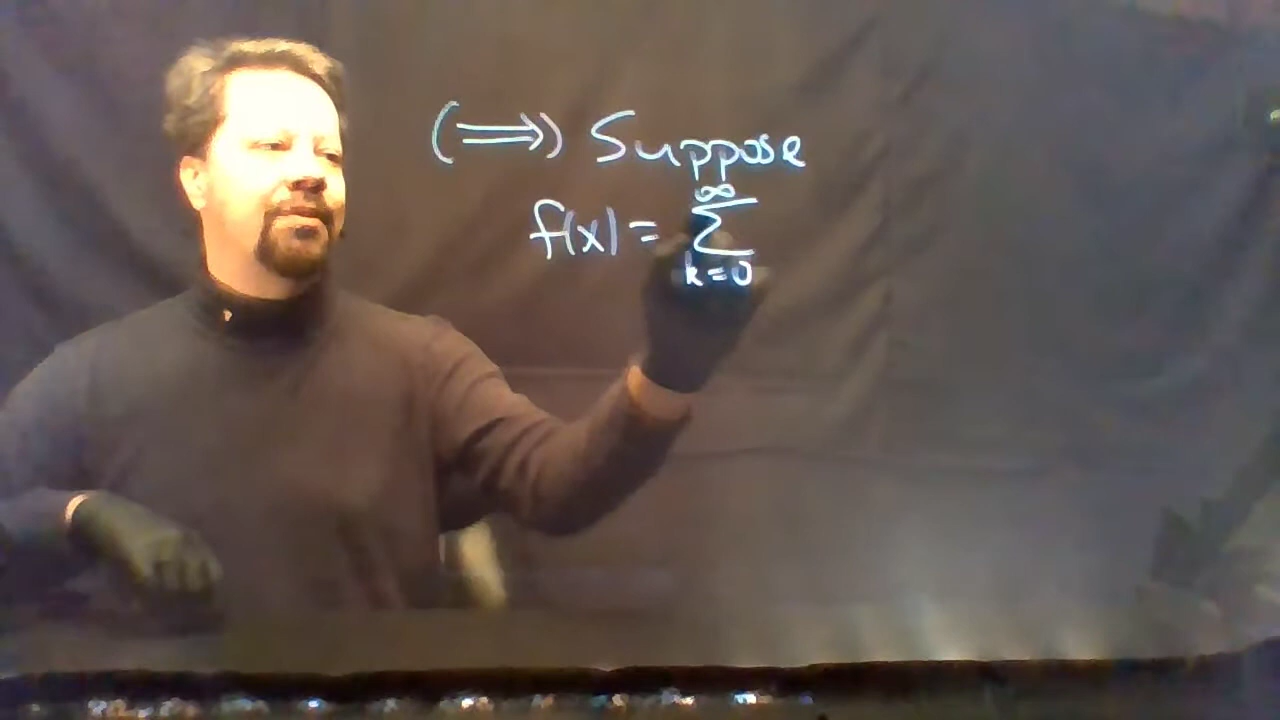 (⟹) Suppose
f(x) = ∑_{k=0}^{∞}